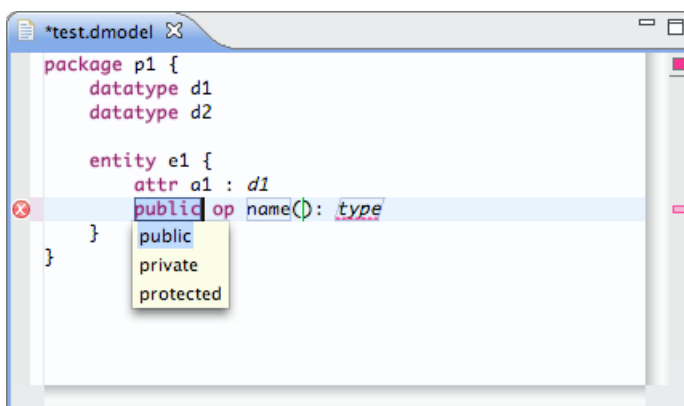 *test.dmodel
package p1 {
datatype d1
datatype d2
entity e1 {
attr a1 : d1
public op name(): type
}
public
}
private
protected